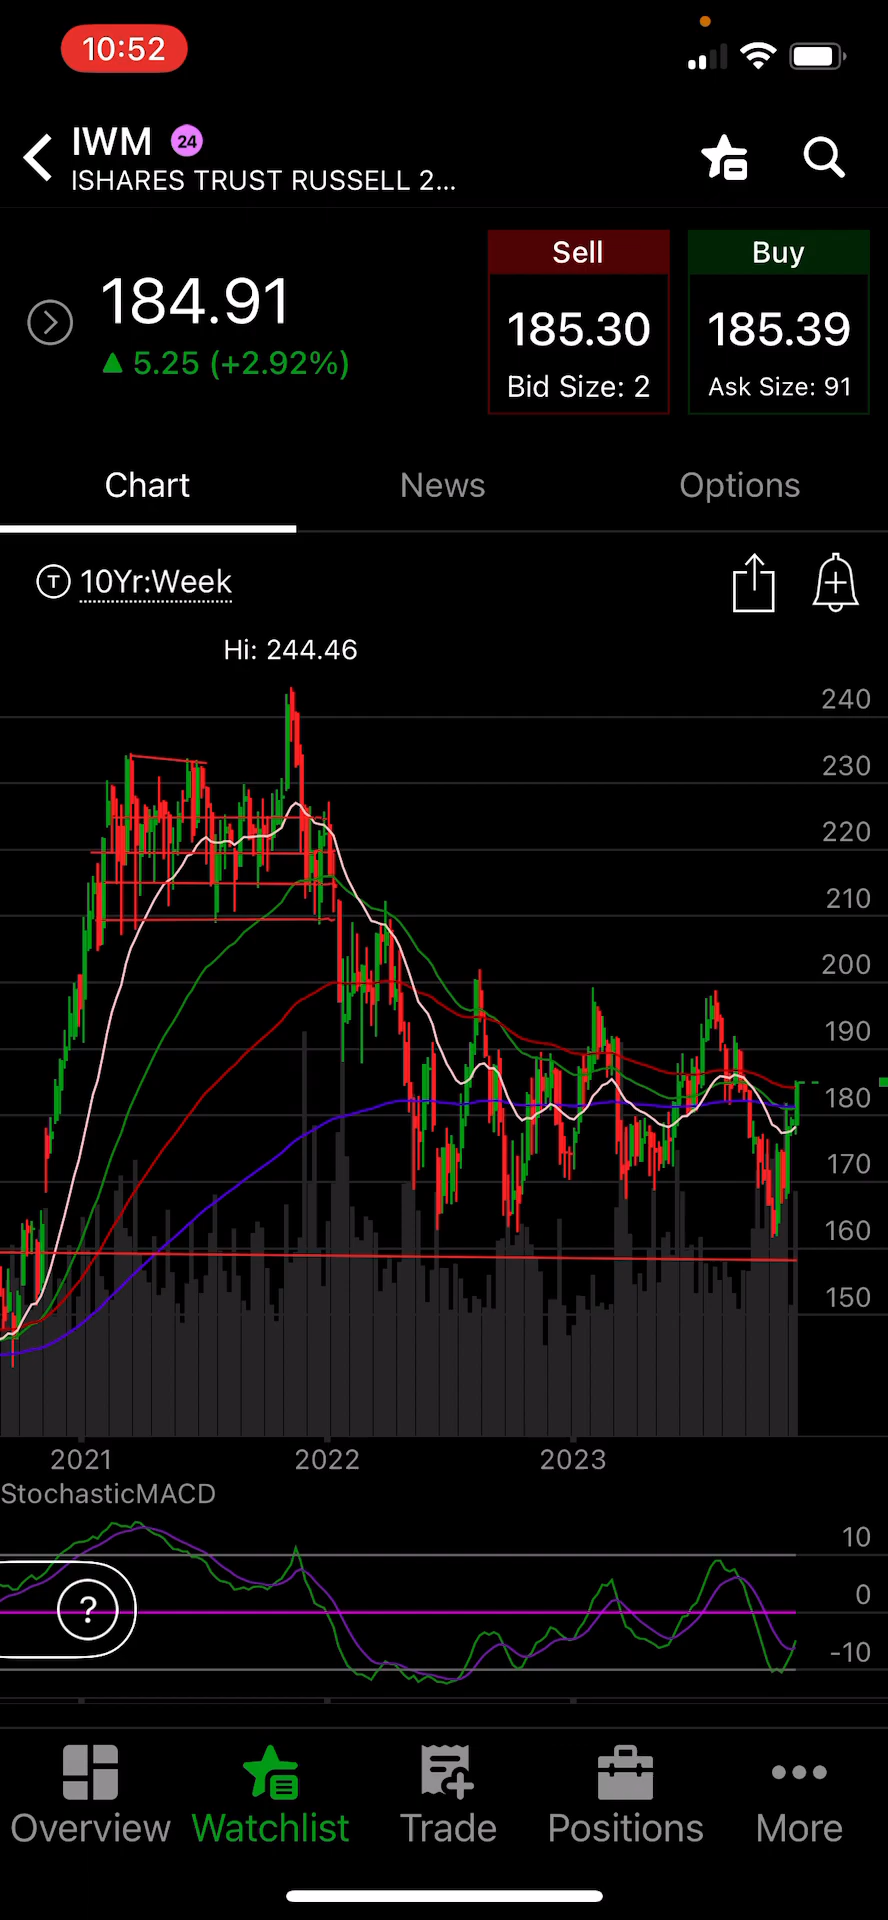 10:52
IWM 24
ISHARES TRUST RUSSELL 2...
184.91
▲ 5.25 (+2.92%)
Sell
185.30
Bid Size: 2
Buy
185.39
Ask Size: 91
Chart News Options
T 10Yr:Week
Hi: 244.46
240
230
220
210
200
190
180
170
160
150
2021 2022 2023
StochasticMACD
10
0
-10
?
Overview Watchlist Trade Positions More